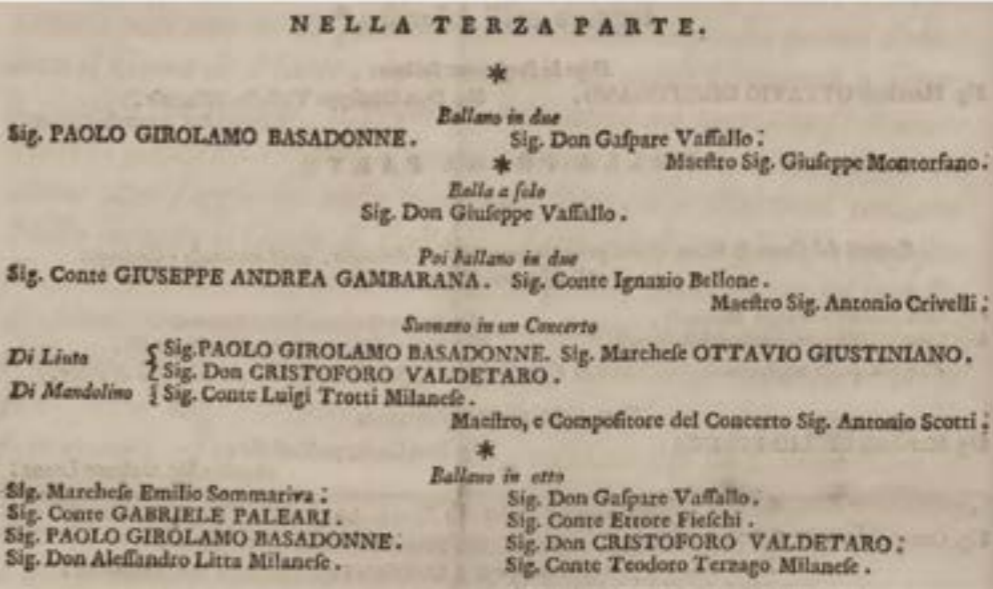 NELLA TERZA PARTE.
*
Ballano in due
Sig. PAOLO GIROLAMO BASADONNE. Sig. Don Gaſpare Vaſſallo.
* Maeſtro Sig. Giuſeppe Montorfano.
Balla a ſolo
Sig. Don Giuſeppe Vaſſallo.
Poi ballano in due
Sig. Conte GIUSEPPE ANDREA GAMBARANA. Sig. Conte Ignazio Bellone.
Maeſtro Sig. Antonio Crivelli.
Suonano in un Concerto
Di Liuto { Sig. PAOLO GIROLAMO BASADONNE. Sig. Marcheſe OTTAVIO GIUSTINIANO.
Sig. Don CRISTOFORO VALDETARO.
Di Mandolino { Sig. Conte Luigi Trotti Milaneſe.
Maeſtro, e Compoſitore del Concerto Sig. Antonio Scotti.
*
Ballano in otto
Sig. Marcheſe Emilio Sommariva. Sig. Don Gaſpare Vaſſallo.
Sig. Conte GABRIELE PALEARI. Sig. Conte Ettore Fieſchi.
Sig. PAOLO GIROLAMO BASADONNE. Sig. Don CRISTOFORO VALDETARO.
Sig. Don Aleſſandro Litta Milaneſe. Sig. Conte Teodoro Terzago Milaneſe.